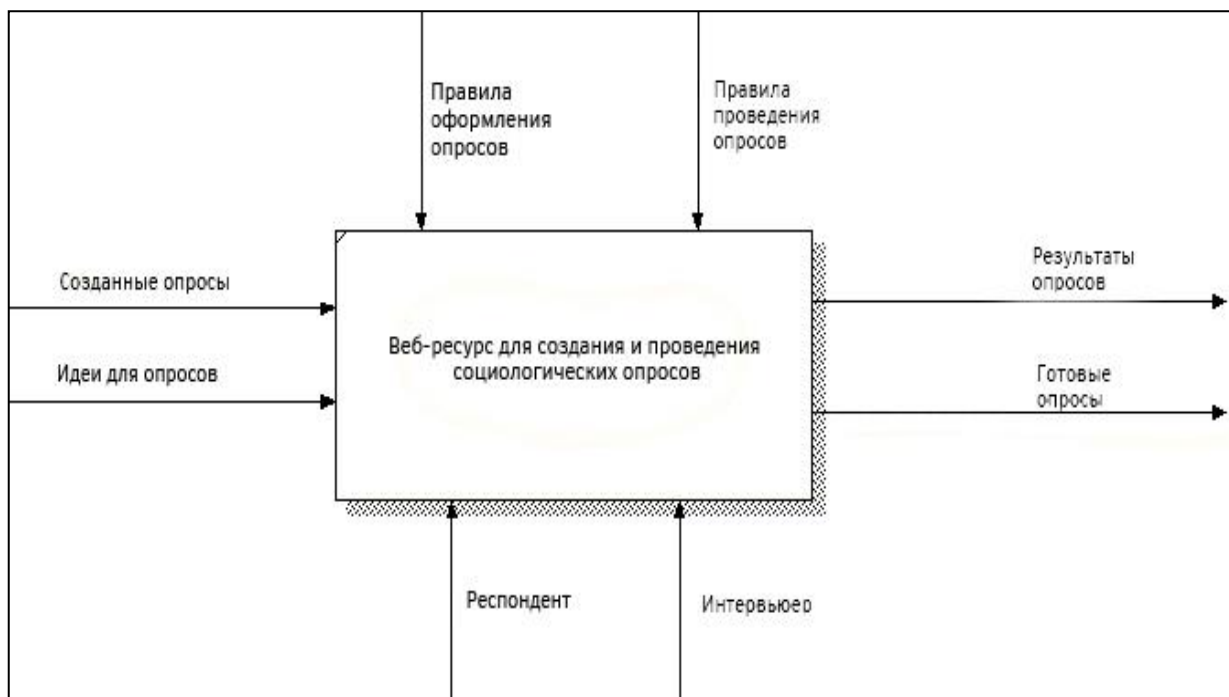 Правила
оформления
опросов
Правила
проведения
опросов
Созданные опросы
Результаты
опросов
Веб-ресурс для создания и проведения
социологических опросов
Идеи для опросов
Готовые
опросы
Респондент
Интервьюер